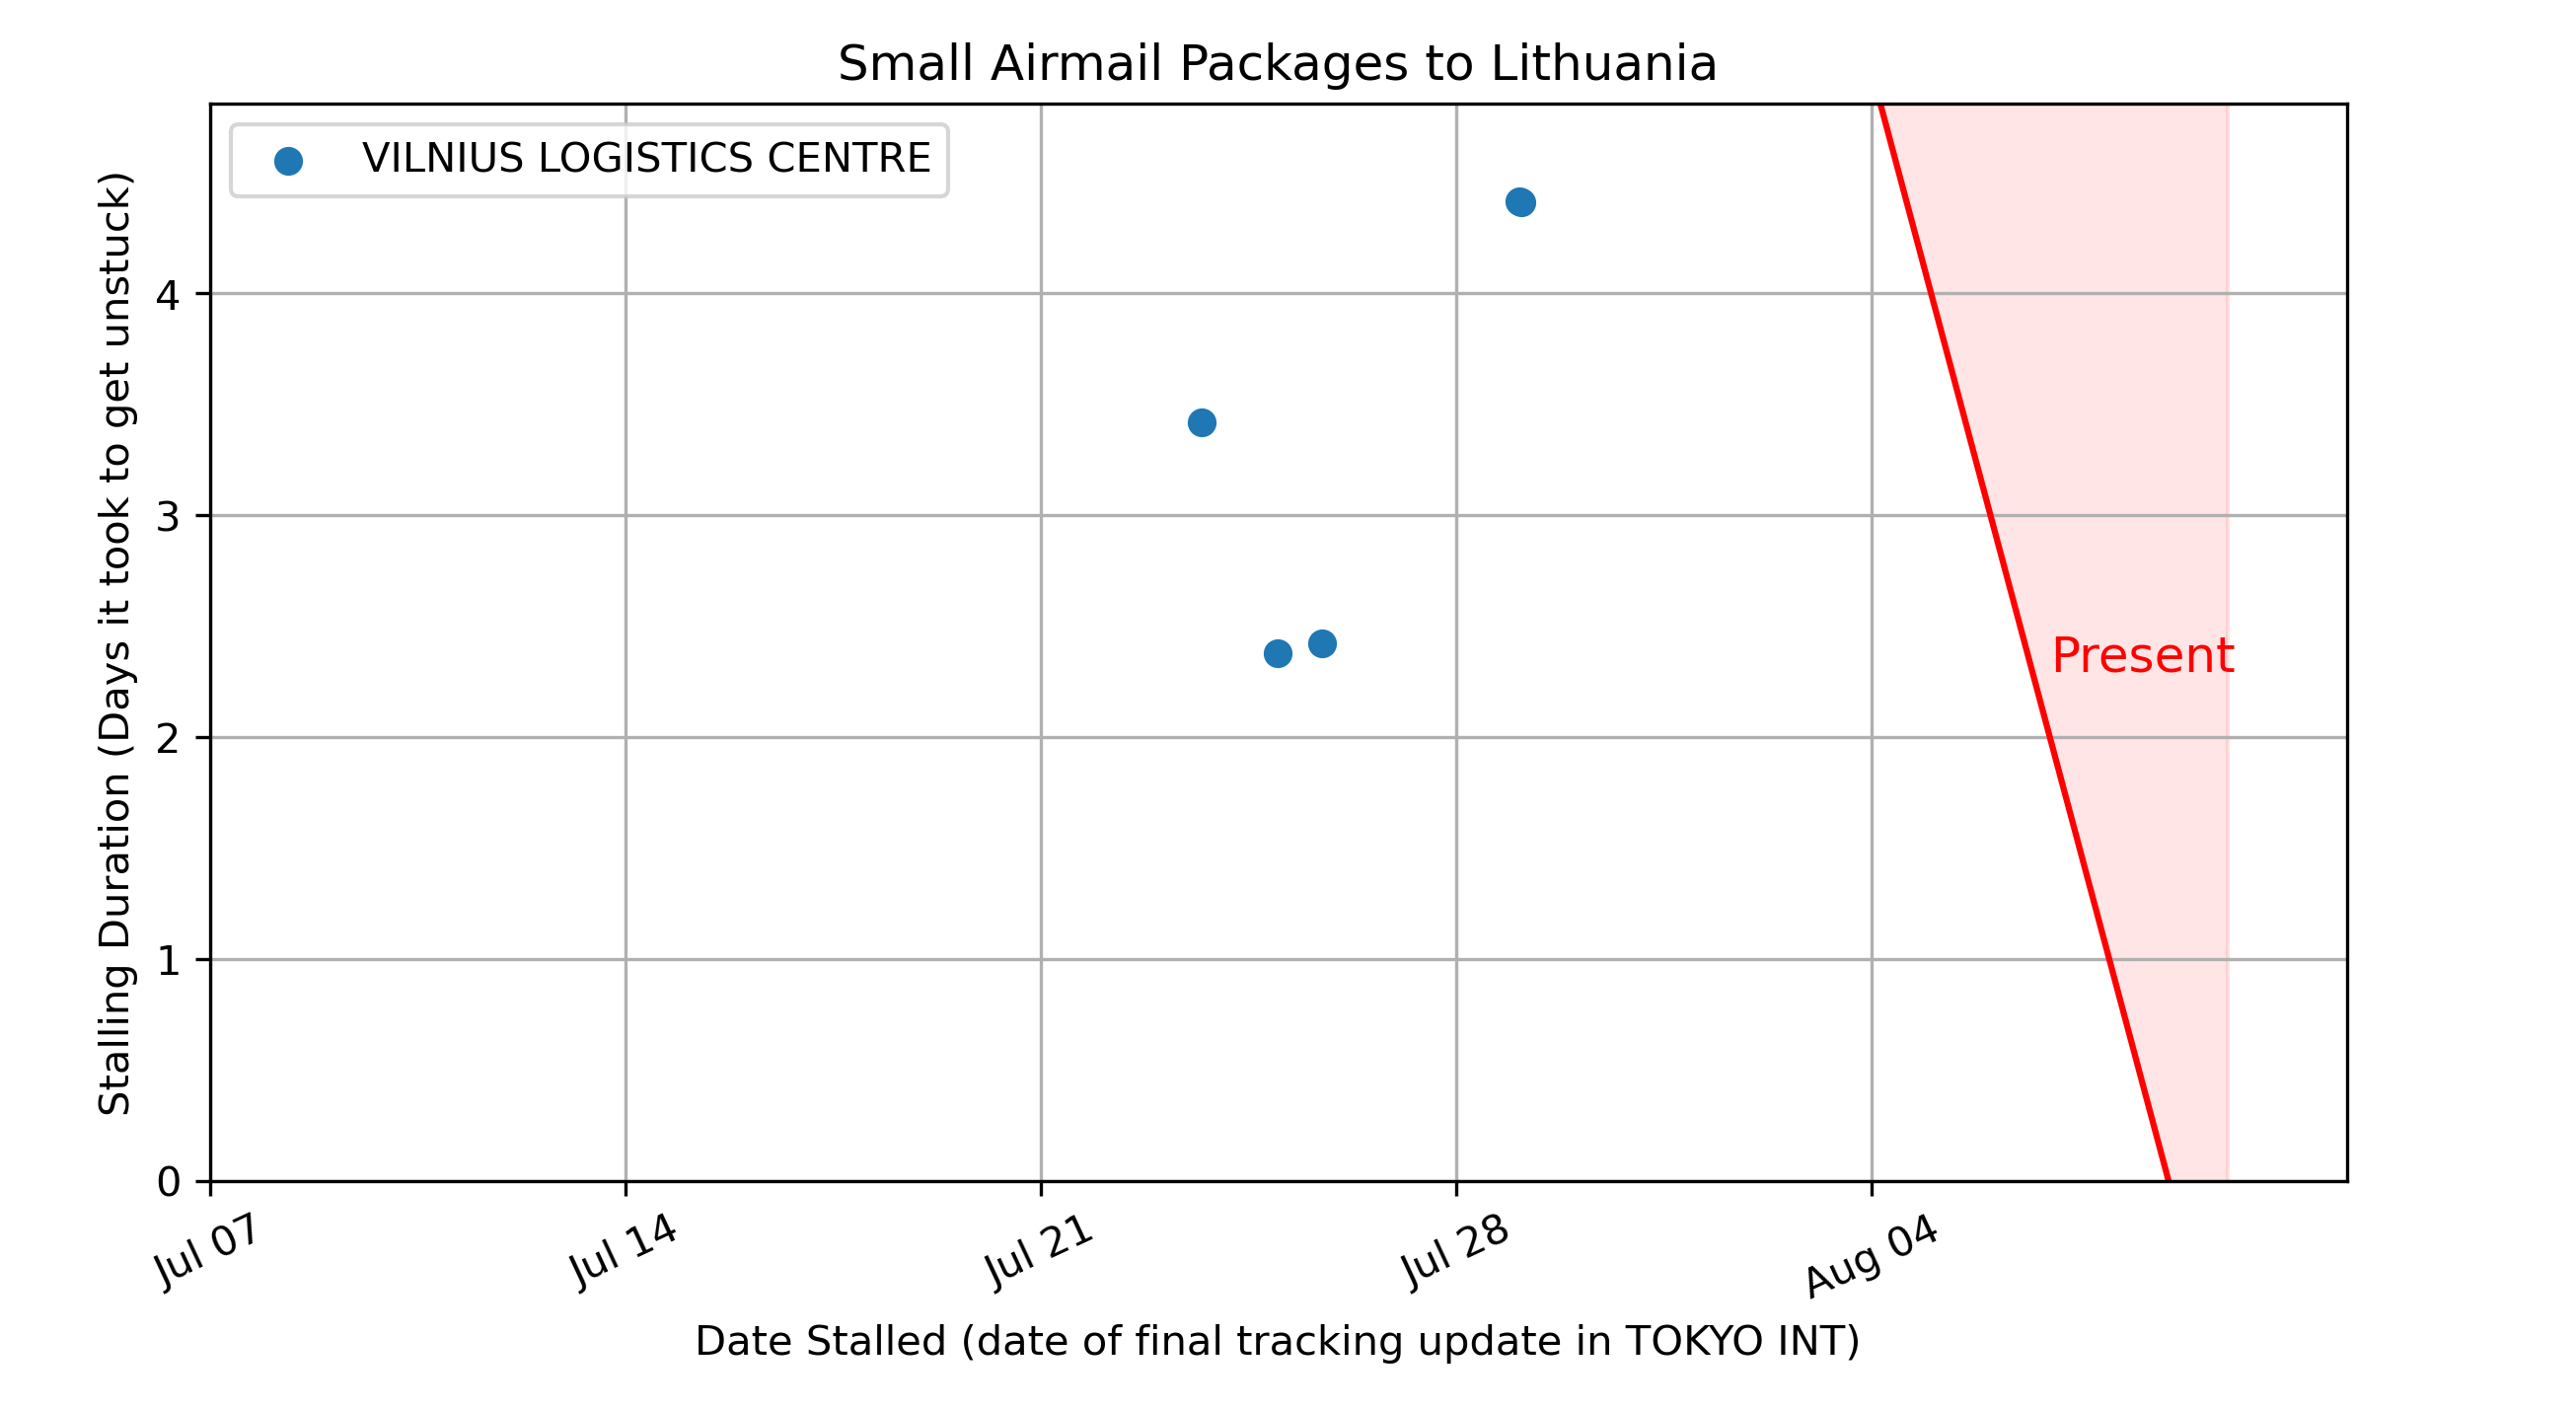 Small Airmail Packages to Lithuania
VILNIUS LOGISTICS CENTRE
Stalling Duration (Days it took to get unstuck)
4
3
2
1
0
Present
Jul 07
Jul 14
Jul 21
Jul 28
Aug 04
Date Stalled (date of final tracking update in TOKYO INT)